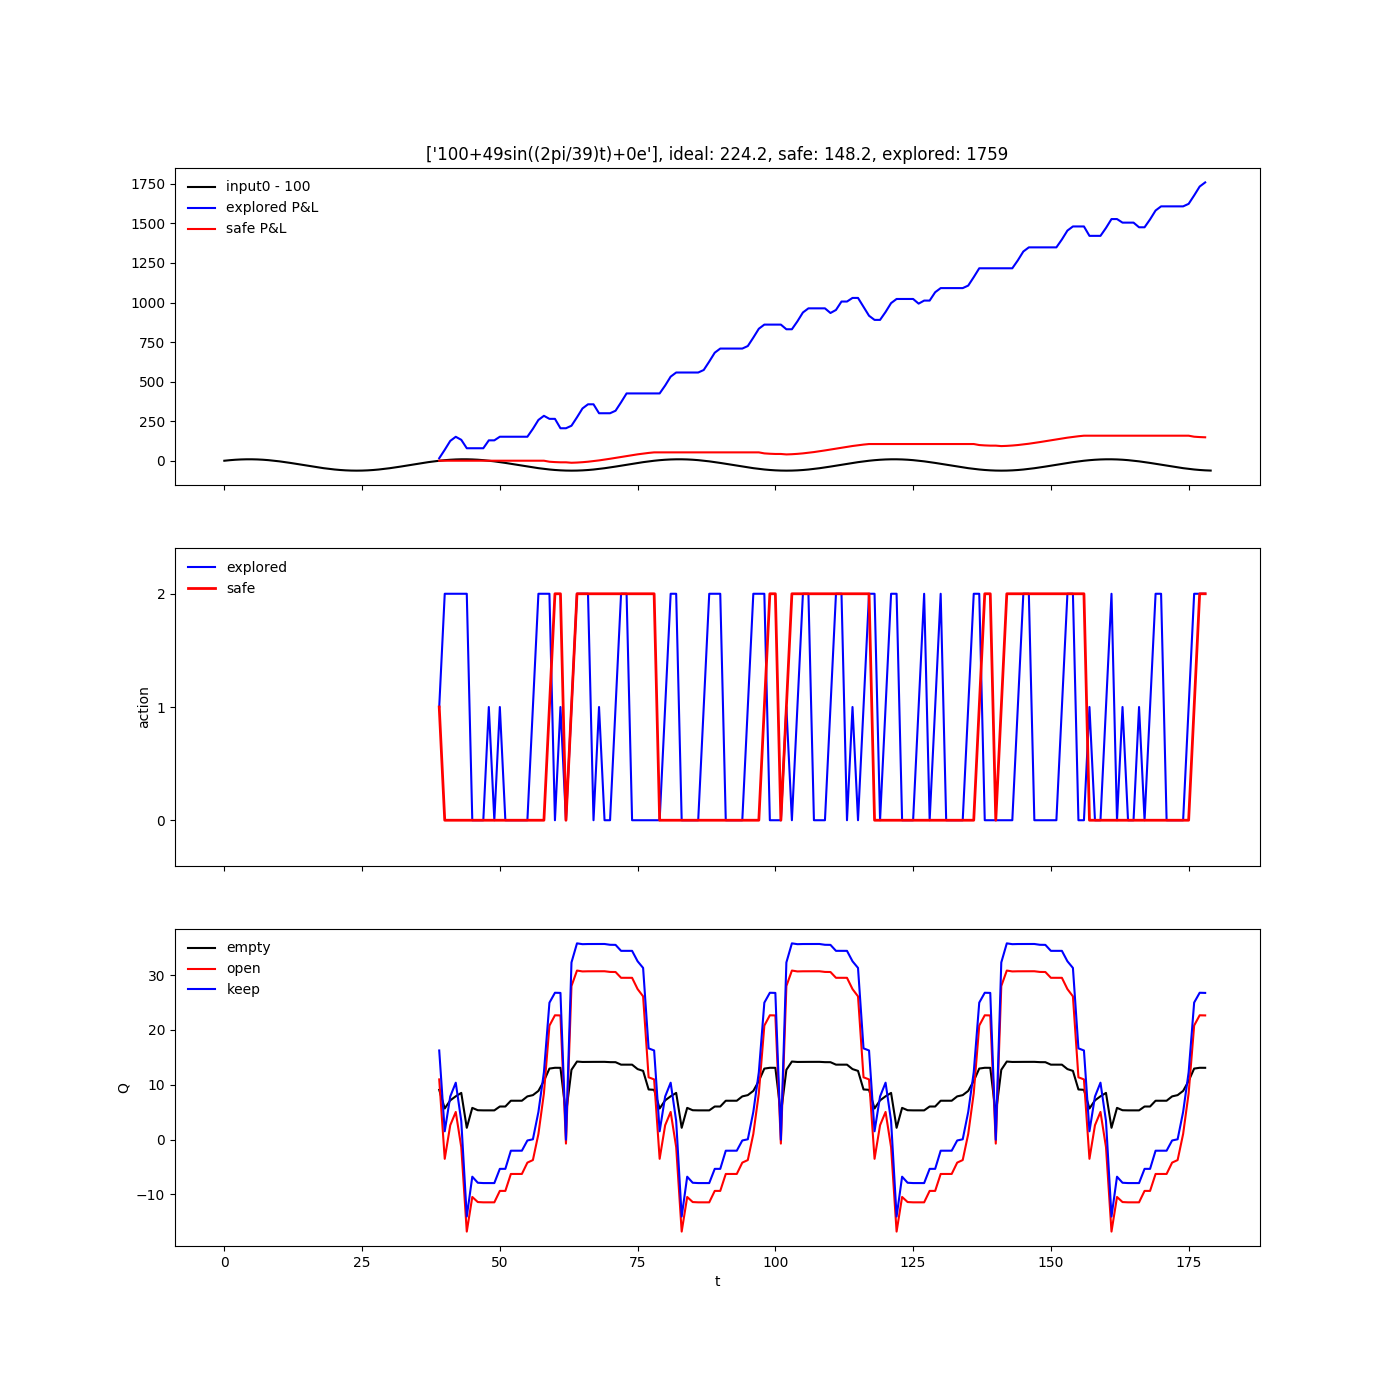 ['100+49sin((2pi/39)t)+0e'], ideal: 224.2, safe: 148.2, explored: 1759
1750
1500
1250
1000
750
500
250
0
input0 - 100
explored P&L
safe P&L
2
1
0
action
explored
safe
30
20
10
0
−10
Q
empty
open
keep
0 25 50 75 100 125 150 175
t